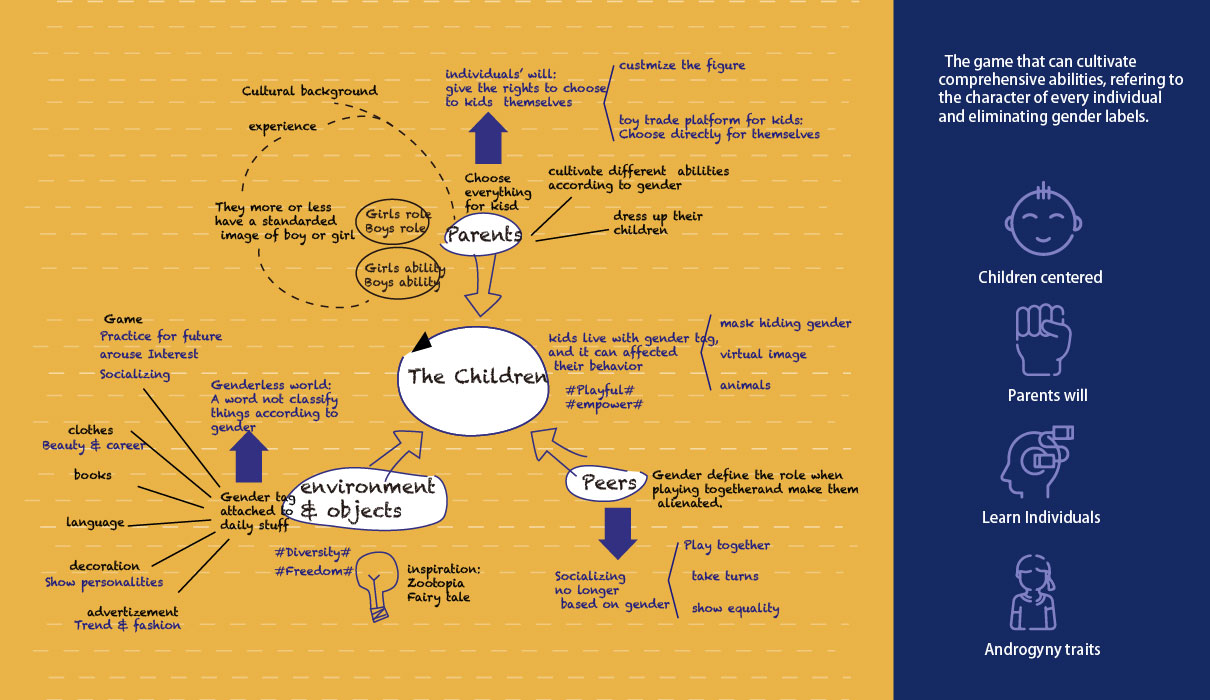 Cultural background
experience
They more or less
have a standarded
image of boy or girl
Girls role
Boys role
Girls ability
Boys ability
individuals' will:
give the rights to choose
to kids themselves
custmize the figure
toy trade platform for kids:
Choose directly for themselves
Choose
everything
for kisd
Parents
cultivate different abilities
according to gender
dress up their
children
The Children
kids live with gender tag,
and it can affected
their behavior
#Playful#
#empower#
mask hiding gender
virtual image
animals
Game
Practice for future
arouse Interest
Socializing
Genderless world:
A word not classify
things according to
gender
clothes
Beauty & career
books
language
decoration
Show personalities
advertizement
Trend & fashion
Gender tag
attached to
daily stuff
environment
& objects
#Diversity#
#Freedom#
inspiration:
Zootopia
Fairy tale
Peers
Gender define the role when
playing togetherand make them
alienated.
Socializing
no longer
based on gender
Play together
take turns
show equality
The game that can cultivate
comprehensive abilities, refering to
the character of every individual
and eliminating gender labels.
Children centered
Parents will
Learn Individuals
Androgyny traits